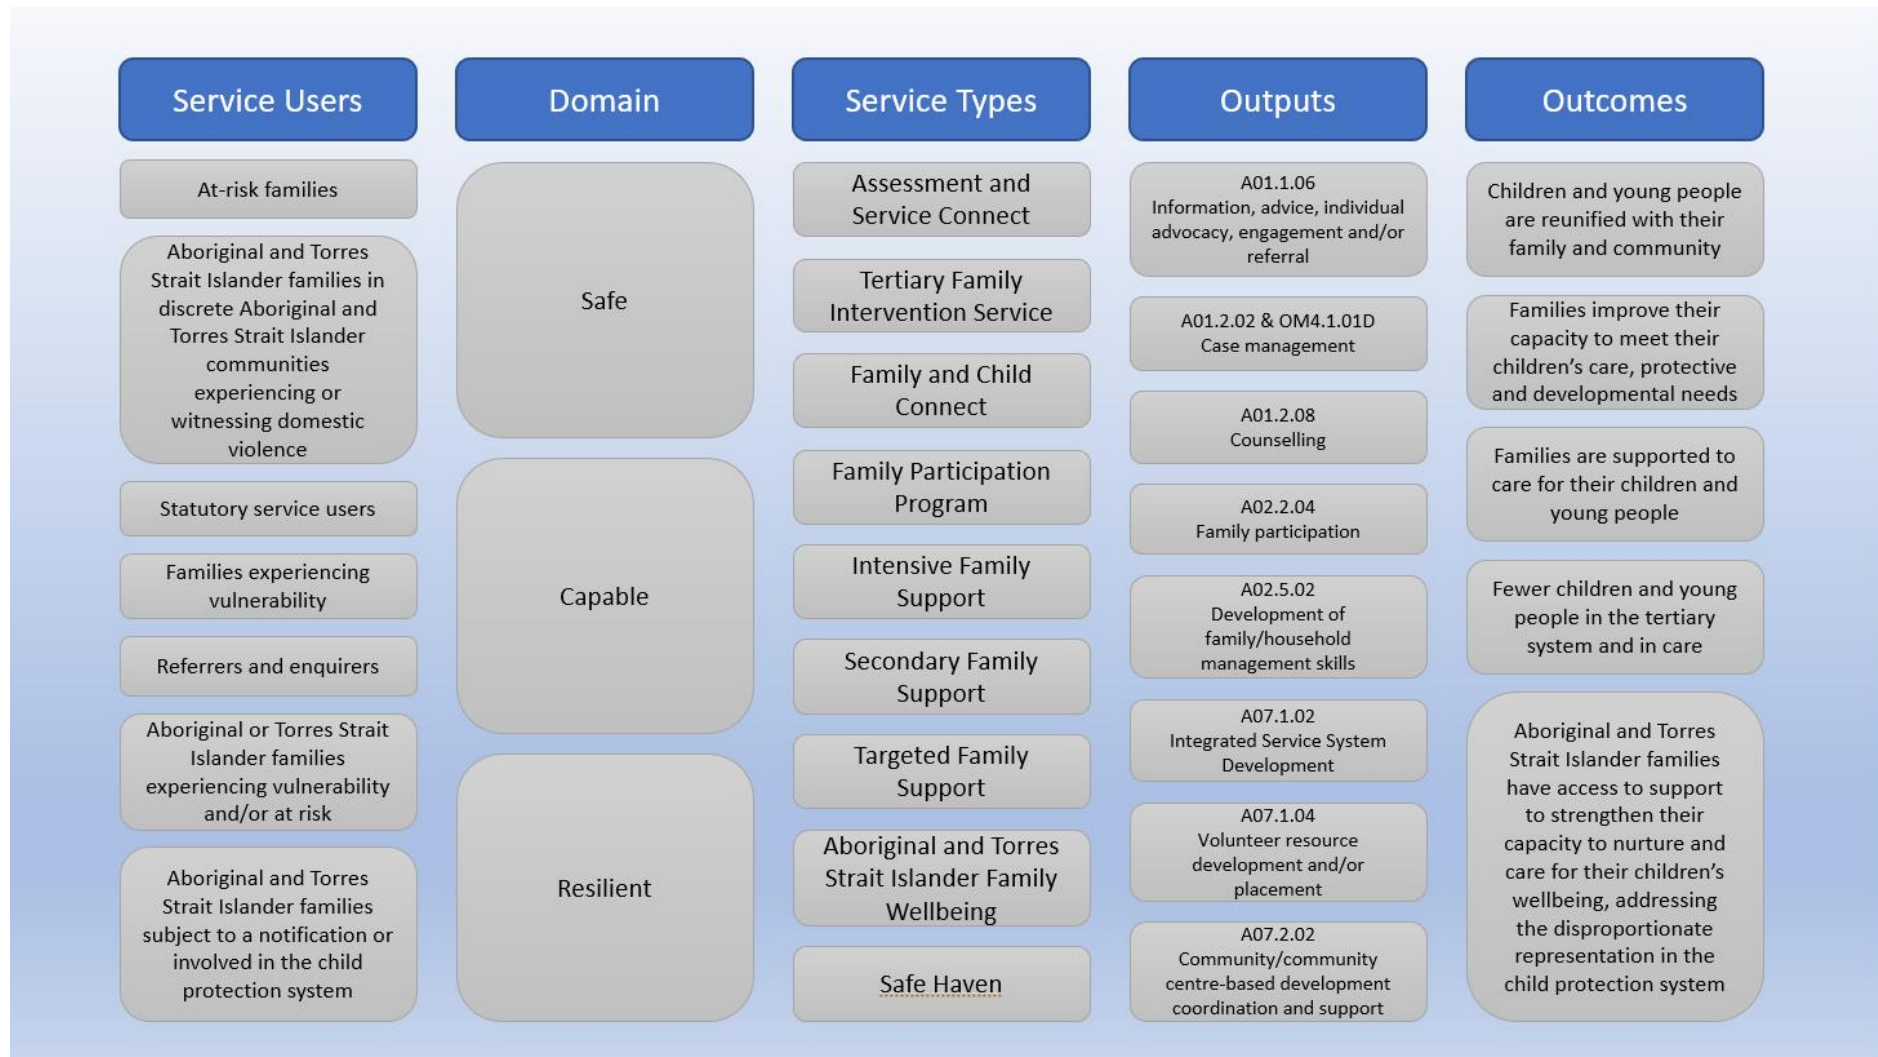 Service Users
At-risk families
Aboriginal and Torres
Strait Islander families in
discrete Aboriginal and
Torres Strait Islander
communities
experiencing or
witnessing domestic
violence
Statutory service users
Families experiencing
vulnerability
Referrers and enquirers
Aboriginal or Torres Strait
Islander families
experiencing vulnerability
and/or at risk
Aboriginal and Torres
Strait Islander families
subject to a notification or
involved in the child
protection system
Domain
Safe
Capable
Resilient
Service Types
Assessment and
Service Connect
Tertiary Family
Intervention Service
Family and Child
Connect
Family Participation
Program
Intensive Family
Support
Secondary Family
Support
Targeted Family
Support
Aboriginal and Torres
Strait Islander Family
Wellbeing
Safe Haven
Outputs
A01.1.06
Information, advice, individual
advocacy, engagement and/or
referral
A01.2.02 & OM4.1.01D
Case management
A01.2.08
Counselling
A02.2.04
Family participation
A02.5.02
Development of
family/household
management skills
A07.1.02
Integrated Service System
Development
A07.1.04
Volunteer resource
development and/or
placement
A07.2.02
Community/community
centre-based development
coordination and support
Outcomes
Children and young people
are reunified with their
family and community
Families improve their
capacity to meet their
children’s care, protective
and developmental needs
Families are supported to
care for their children and
young people
Fewer children and young
people in the tertiary
system and in care
Aboriginal and Torres
Strait Islander families
have access to support
to strengthen their
capacity to nurture and
care for their children’s
wellbeing, addressing
the disproportionate
representation in the
child protection system